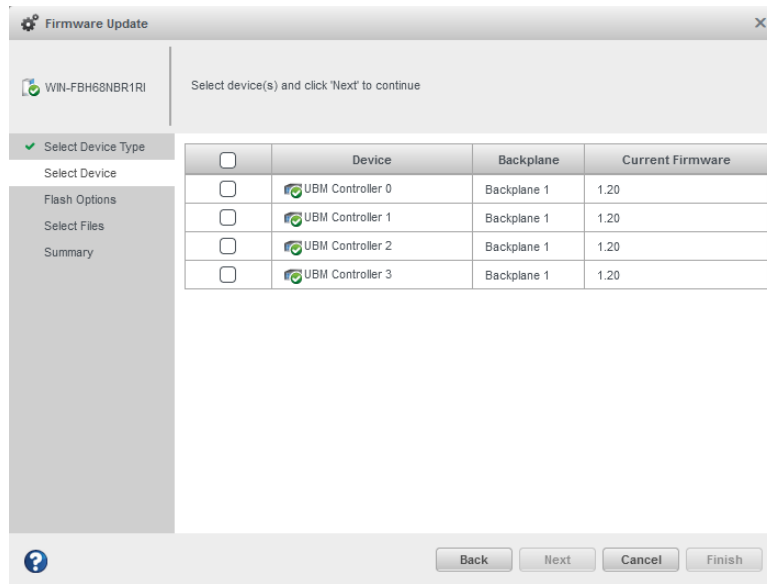 Firmware Update
WIN-FBH68NBR1RI
Select device(s) and click 'Next' to continue
Select Device Type
Select Device
Flash Options
Select Files
Summary
Device Backplane Current Firmware
UBM Controller 0 Backplane 1 1.20
UBM Controller 1 Backplane 1 1.20
UBM Controller 2 Backplane 1 1.20
UBM Controller 3 Backplane 1 1.20
? Back Next Cancel Finish